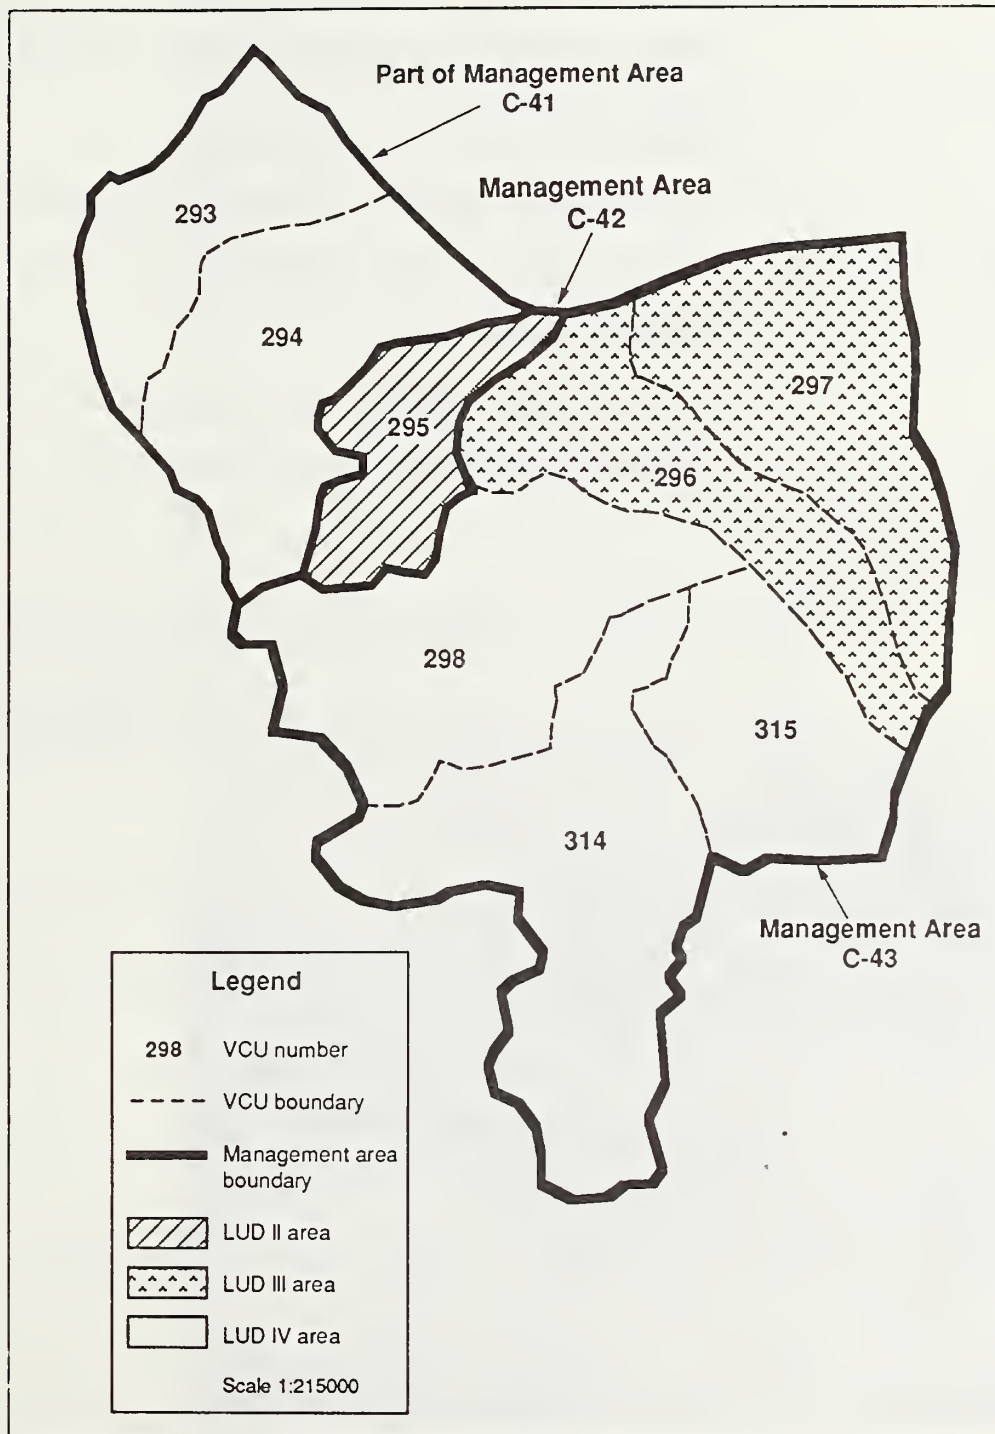 Part of Management Area
C-41
Management Area
C-42
293
294
297
295
296
298
315
314
Management Area
C-43
Legend
298 VCU number
VCU boundary
Management area
boundary
LUD II area
LUD III area
LUD IV area
Scale 1:215000